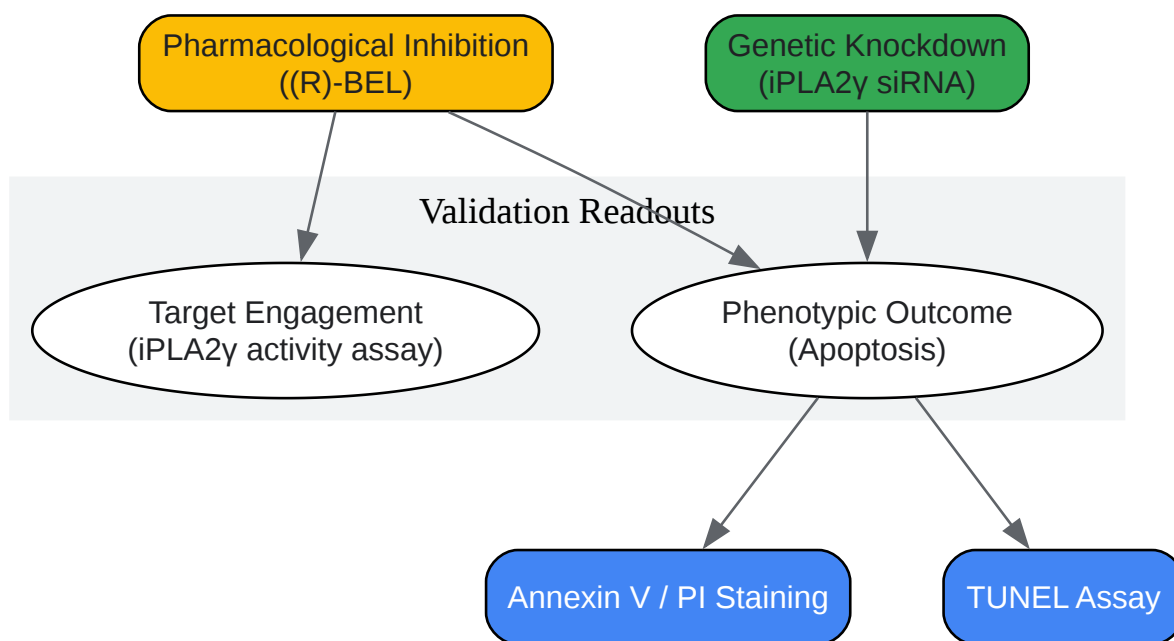 Pharmacological Inhibition
((R)-BEL)
Genetic Knockdown
(iPLA2γ siRNA)
Validation Readouts
Target Engagement
(iPLA2γ activity assay)
Phenotypic Outcome
(Apoptosis)
Annexin V / PI Staining
TUNEL Assay